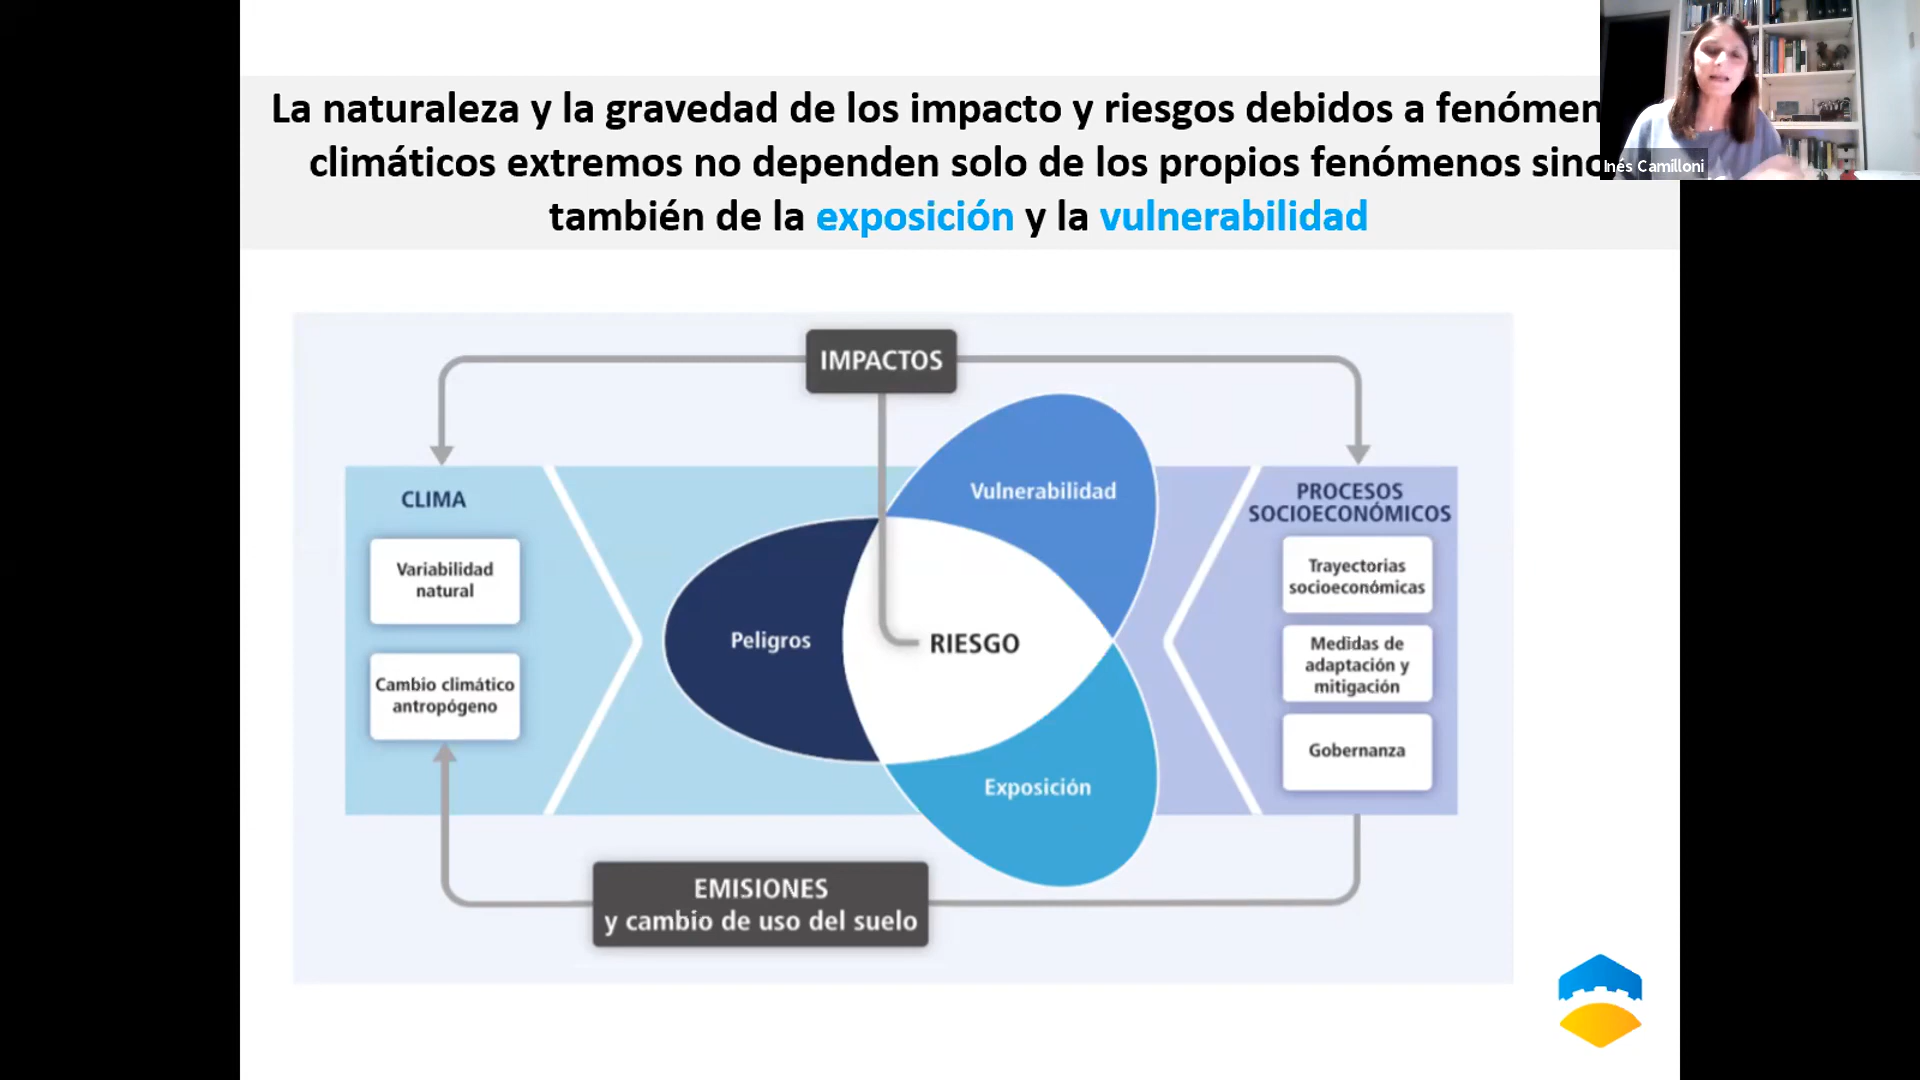 La naturaleza y la gravedad de los impacto y riesgos debidos a fenómen
climáticos extremos no dependen solo de los propios fenómenos sino
también de la exposición y la vulnerabilidad
Inés Camilloni
IMPACTOS
Vulnerabilidad
CLIMA
Variabilidad
natural
Cambio climático
antropógeno
Peligros
RIESGO
Exposición
PROCESOS
SOCIOECONÓMICOS
Trayectorias
socioeconómicas
Medidas de
adaptación y
mitigación
Gobernanza
EMISIONES
y cambio de uso del suelo